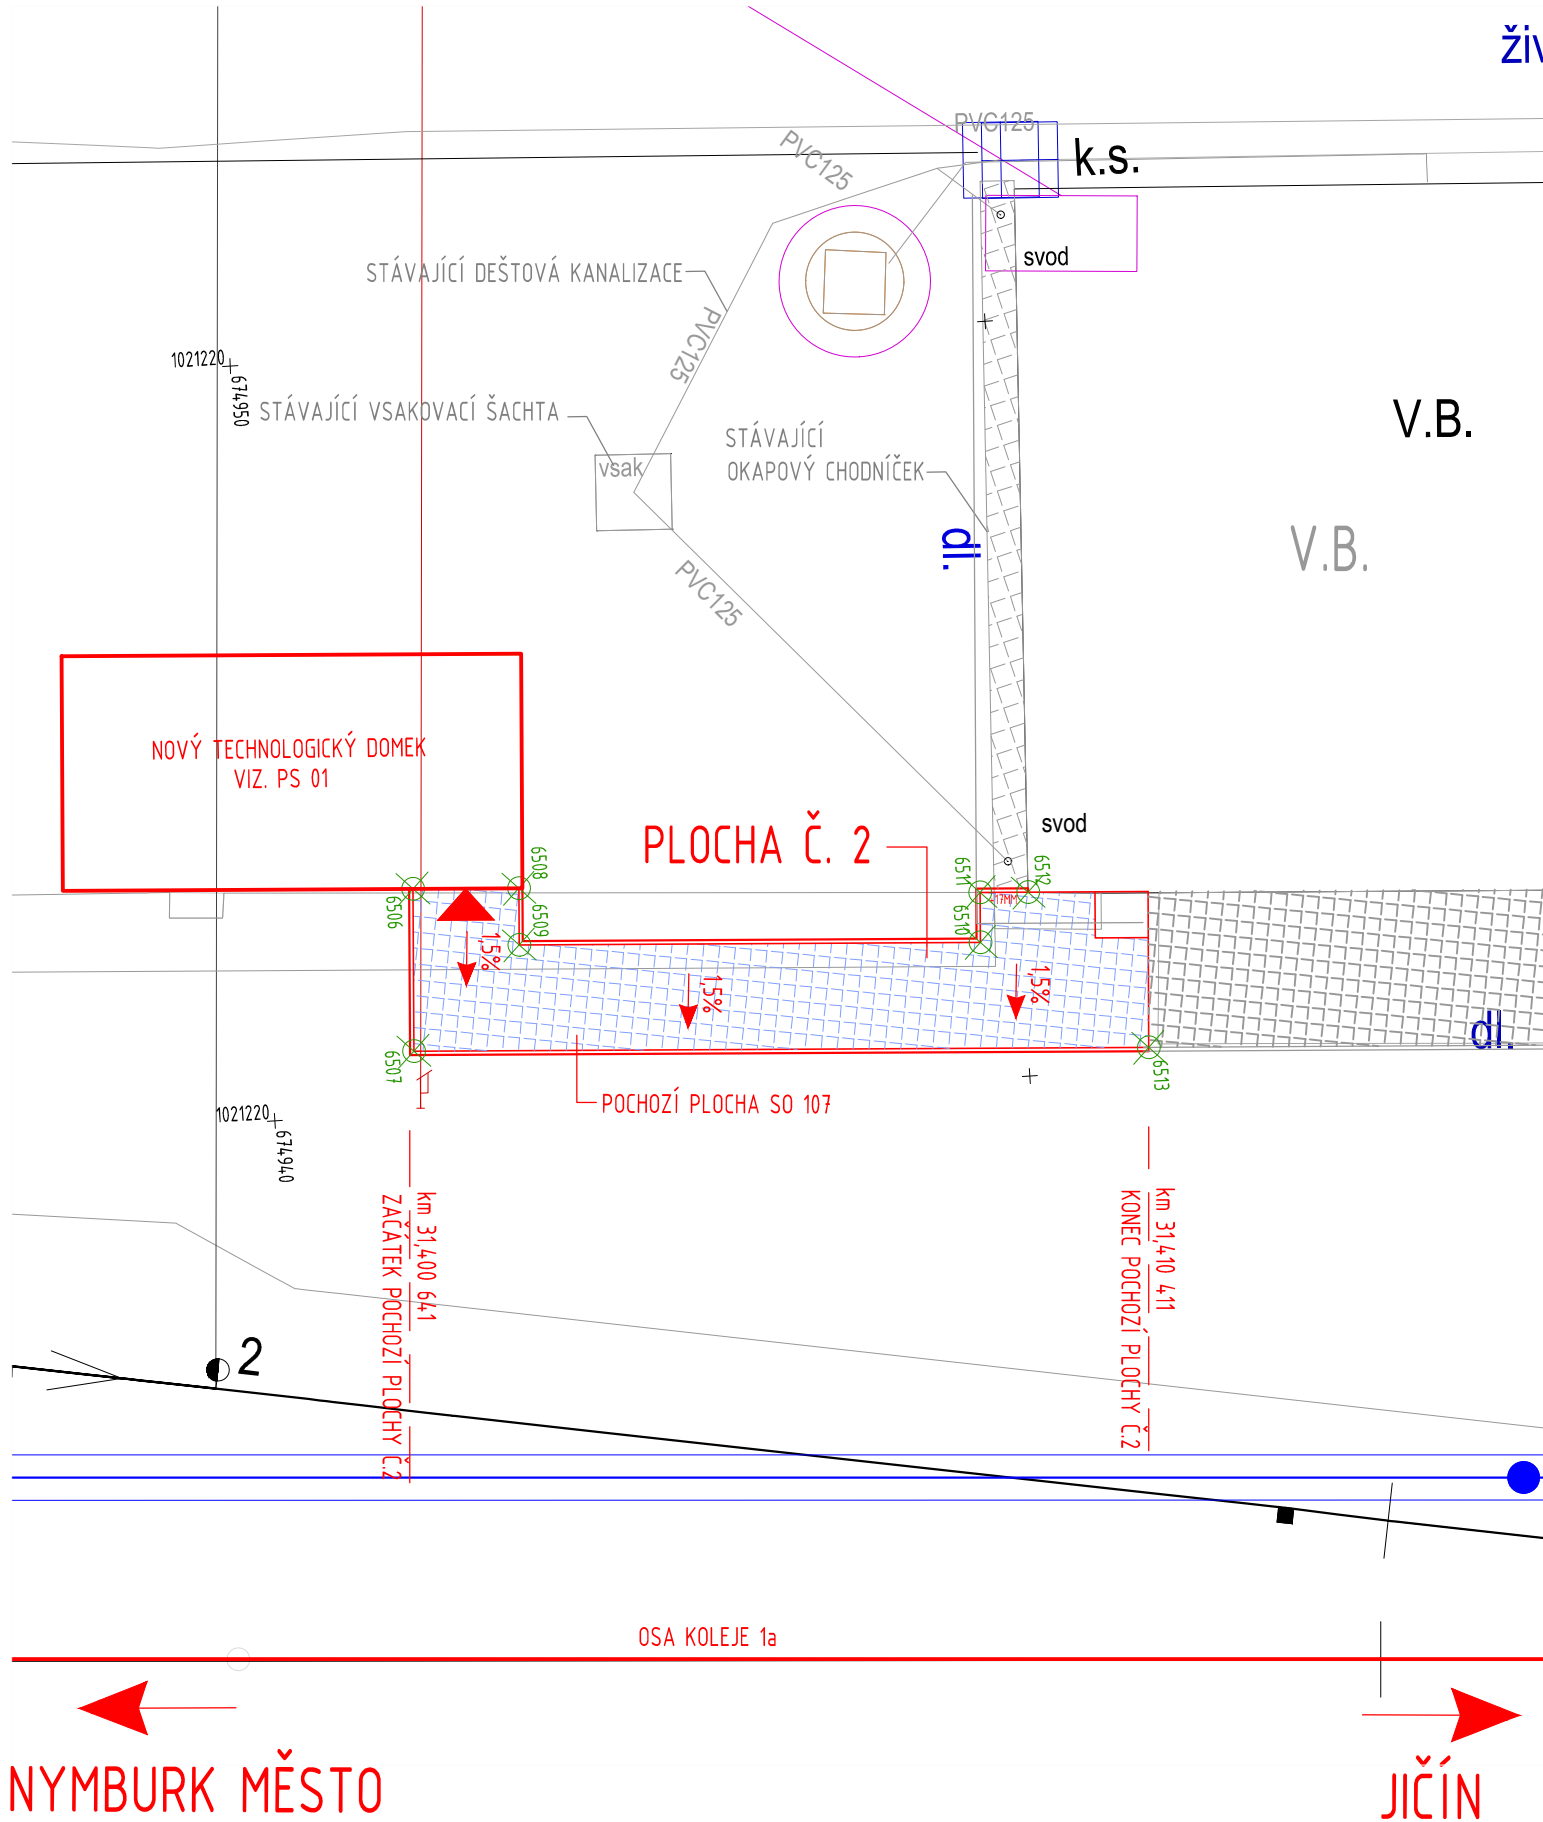 živ
PVC125
k.s.
PVC125
svod
STÁVAJÍCÍ DEŠTOVÁ KANALIZACE
PVC125
1021220
674950
STÁVAJÍCÍ VSAKOVACÍ ŠACHTA
vsak
STÁVAJÍCÍ
OKAPOVÝ CHODNÍČEK
V.B.
V.B.
dl.
PVC125
NOVÝ TECHNOLOGICKÝ DOMEK
VIZ. PS 01
PLOCHA Č. 2
svod
6508
6511
6512
6506
6509
6510
1,5%
1,5%
1,5%
dl.
6507
6513
POCHOZÍ PLOCHA SO 107
1021220
674940
km 31,400 641
ZAČÁTEK POCHOZÍ PLOCHY Č.2
km 31,410 411
KONEC POCHOZÍ PLOCHY Č.2
2
OSA KOLEJE 1a
NYMBURK MĚSTO
JIČÍN